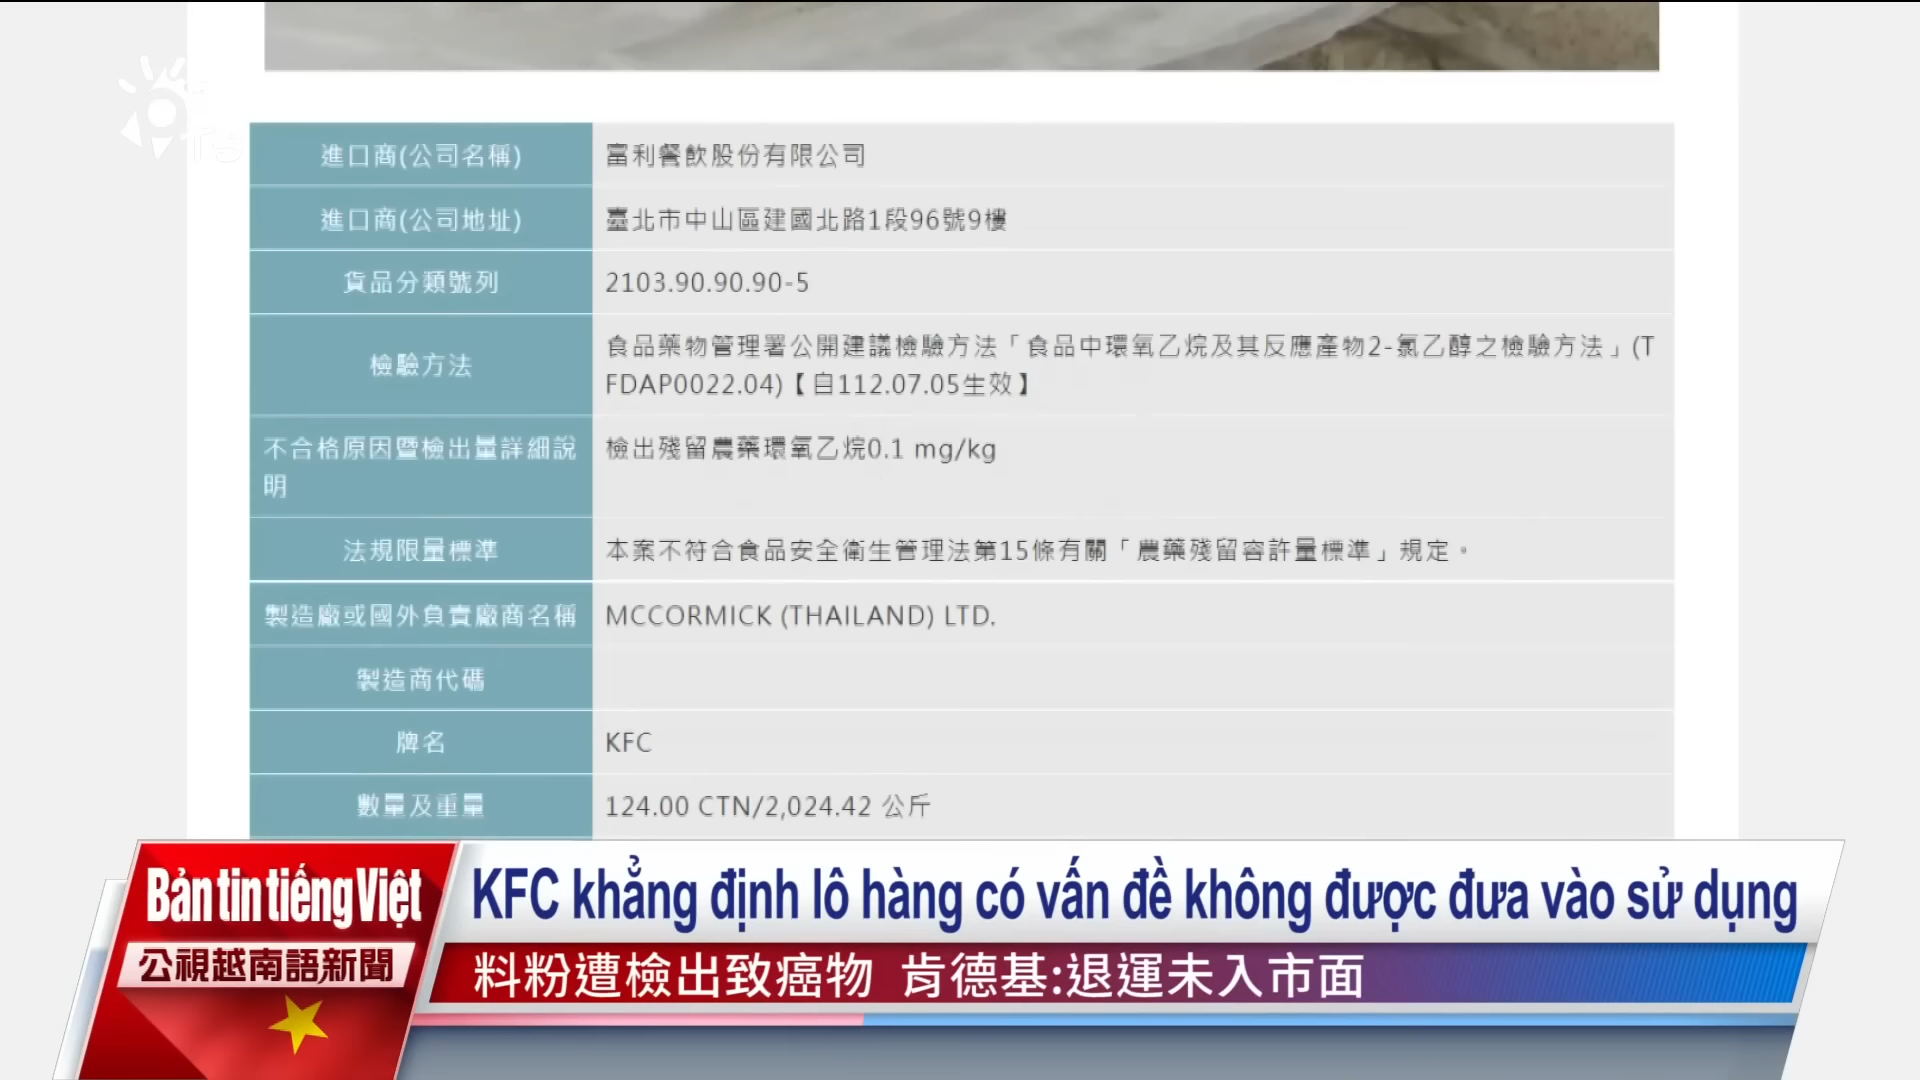 進口商(公司名稱) 富利餐飲股份有限公司
進口商(公司地址) 臺北市中山區建國北路1段96號9樓
貨品分類號列 2103.90.90.90-5
檢驗方法 食品藥物管理署公開建議檢驗方法「食品中環氧乙烷及其反應產物2-氯乙醇之檢驗方法」(T
FDAP0022.04)【自112.07.05生效】
不合格原因暨檢出量詳細說 檢出殘留農藥環氧乙烷0.1 mg/kg
明
法規限量標準 本案不符合食品安全衛生管理法第15條有關「農藥殘留容許量標準」規定。
製造廠或國外負責廠商名稱 MCCORMICK (THAILAND) LTD.
製造商代碼
牌名 KFC
數量及重量 124.00 CTN/2,024.42 公斤
Bản tin tiếng Việt
KFC khẳng định lô hàng có vấn đề không được đưa vào sử dụng
公視越南語新聞
料粉遭檢出致癌物 肯德基:退運未入市面